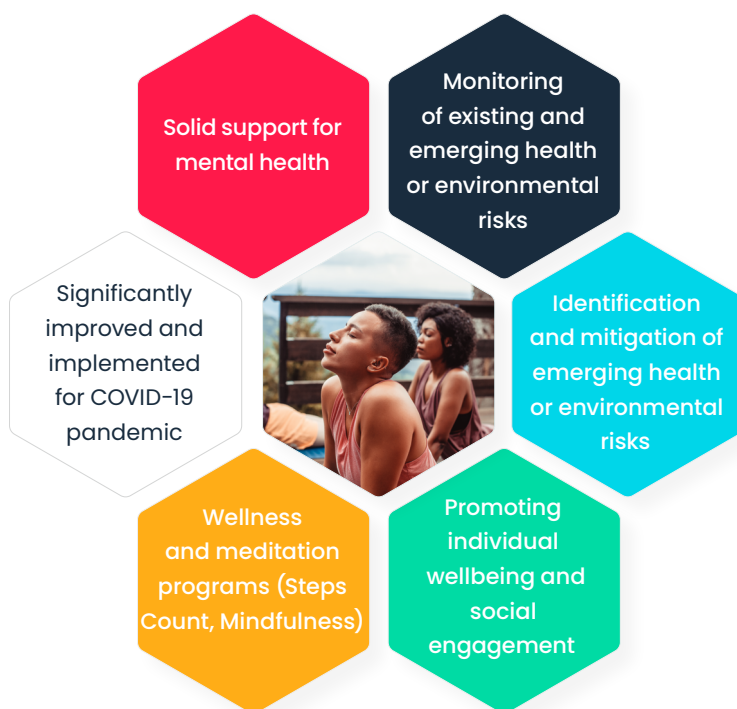 Solid support for
mental health
Monitoring
of existing and
emerging health
or environmental
risks
Significantly
improved and
implemented
for COVID-19
pandemic
Identification
and mitigation of
emerging health
or environmental
risks
Wellness
and meditation
programs (Steps
Count, Mindfulness)
Promoting
individual
wellbeing and
social
engagement